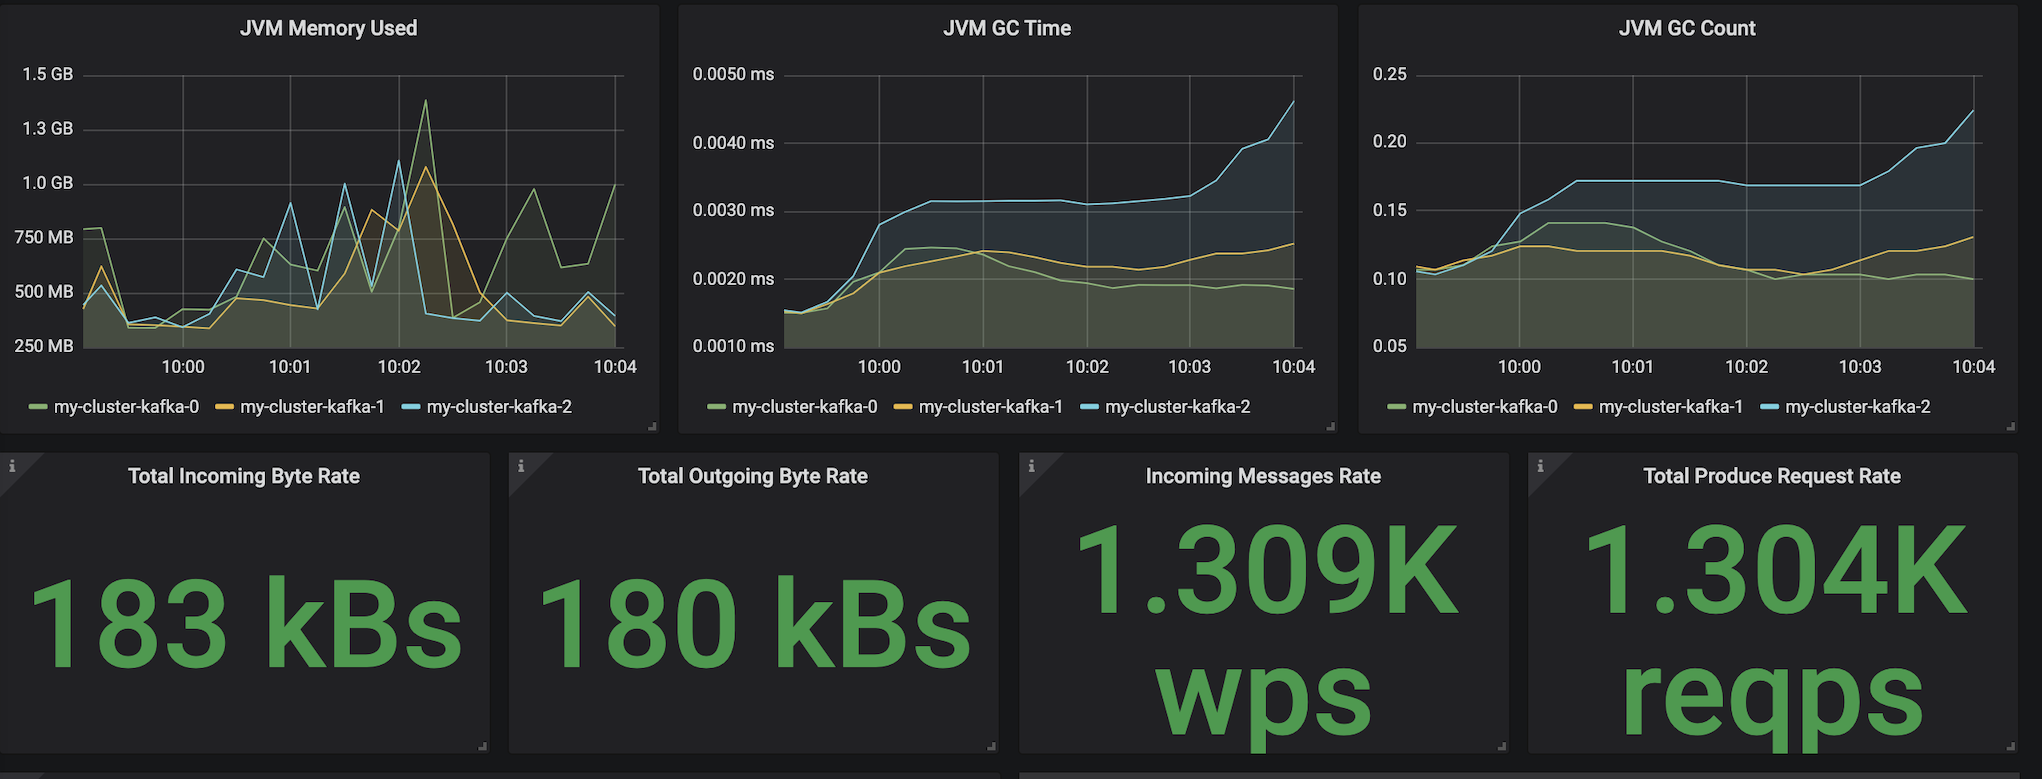 JVM Memory Used
1.5 GB
1.3 GB
1.0 GB
750 MB
500 MB
250 MB
10:00 10:01 10:02 10:03 10:04
my-cluster-kafka-0 my-cluster-kafka-1 my-cluster-kafka-2
JVM GC Time
0.0050 ms
0.0040 ms
0.0030 ms
0.0020 ms
0.0010 ms
10:00 10:01 10:02 10:03 10:04
my-cluster-kafka-0 my-cluster-kafka-1 my-cluster-kafka-2
JVM GC Count
0.25
0.20
0.15
0.10
0.05
10:00 10:01 10:02 10:03 10:04
my-cluster-kafka-0 my-cluster-kafka-1 my-cluster-kafka-2
i
Total Incoming Byte Rate
183 kBs
i
Total Outgoing Byte Rate
180 kBs
i
Incoming Messages Rate
1.309K
wps
i
Total Produce Request Rate
1.304K
reqps